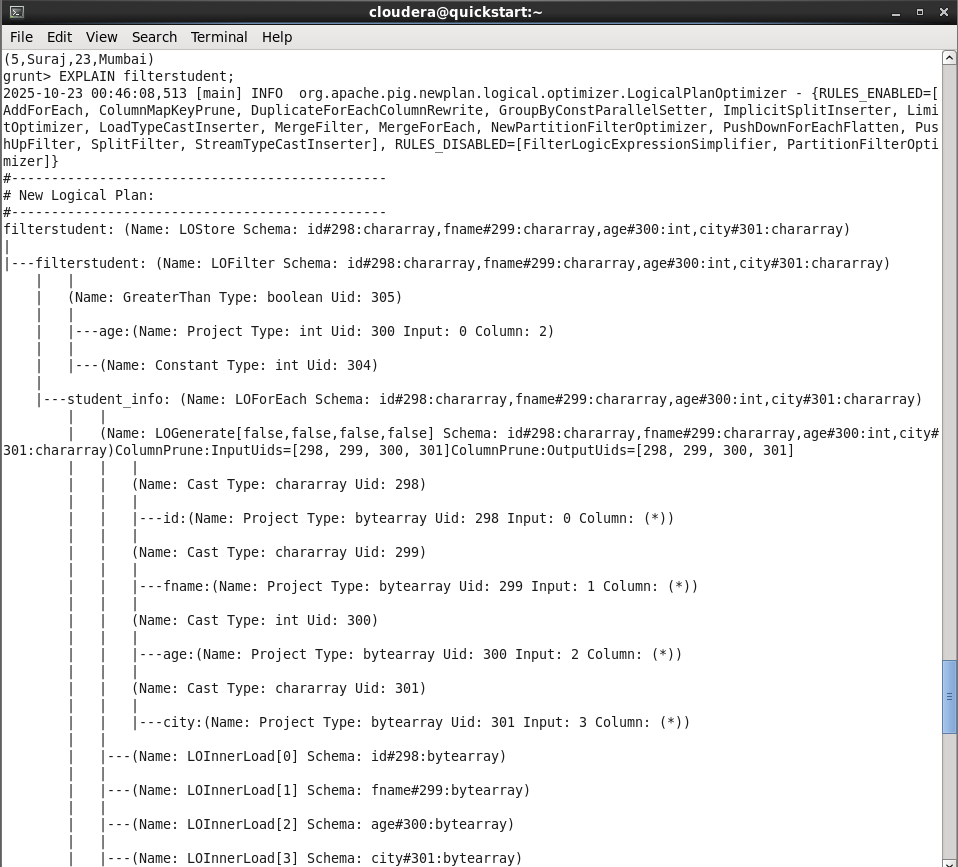 cloudera@quickstart:~
File Edit View Search Terminal Help
(5,Suraj,23,Mumbai)
grunt> EXPLAIN filterstudent;
2025-10-23 00:46:08,513 [main] INFO  org.apache.pig.newplan.logical.optimizer.LogicalPlanOptimizer - {RULES_ENABLED=[
AddForEach, ColumnMapKeyPrune, DuplicateForEachColumnRewrite, GroupByConstParallelSetter, ImplicitSplitInserter, Limi
tOptimizer, LoadTypeCastInserter, MergeFilter, MergeForEach, NewPartitionFilterOptimizer, PushDownForEachFlatten, Pus
hUpFilter, SplitFilter, StreamTypeCastInserter], RULES_DISABLED=[FilterLogicExpressionSimplifier, PartitionFilterOpti
mizer]}
#-----------------------------------------------
# New Logical Plan:
#-----------------------------------------------
filterstudent: (Name: LOStore Schema: id#298:chararray,fname#299:chararray,age#300:int,city#301:chararray)
|
|---filterstudent: (Name: LOFilter Schema: id#298:chararray,fname#299:chararray,age#300:int,city#301:chararray)
    |   |
    |   (Name: GreaterThan Type: boolean Uid: 305)
    |   |
    |   |---age:(Name: Project Type: int Uid: 300 Input: 0 Column: 2)
    |   |
    |   |---(Name: Constant Type: int Uid: 304)
    |
    |---student_info: (Name: LOForEach Schema: id#298:chararray,fname#299:chararray,age#300:int,city#301:chararray)
        |   |
        |   (Name: LOGenerate[false,false,false,false] Schema: id#298:chararray,fname#299:chararray,age#300:int,city#
301:chararray)ColumnPrune:InputUids=[298, 299, 300, 301]ColumnPrune:OutputUids=[298, 299, 300, 301]
        |   |   |
        |   |   (Name: Cast Type: chararray Uid: 298)
        |   |   |
        |   |   |---id:(Name: Project Type: bytearray Uid: 298 Input: 0 Column: (*))
        |   |   |
        |   |   (Name: Cast Type: chararray Uid: 299)
        |   |   |
        |   |   |---fname:(Name: Project Type: bytearray Uid: 299 Input: 1 Column: (*))
        |   |   |
        |   |   (Name: Cast Type: int Uid: 300)
        |   |   |
        |   |   |---age:(Name: Project Type: bytearray Uid: 300 Input: 2 Column: (*))
        |   |   |
        |   |   (Name: Cast Type: chararray Uid: 301)
        |   |   |
        |   |   |---city:(Name: Project Type: bytearray Uid: 301 Input: 3 Column: (*))
        |   |
        |   |---(Name: LOInnerLoad[0] Schema: id#298:bytearray)
        |   |
        |   |---(Name: LOInnerLoad[1] Schema: fname#299:bytearray)
        |   |
        |   |---(Name: LOInnerLoad[2] Schema: age#300:bytearray)
        |   |
        |   |---(Name: LOInnerLoad[3] Schema: city#301:bytearray)